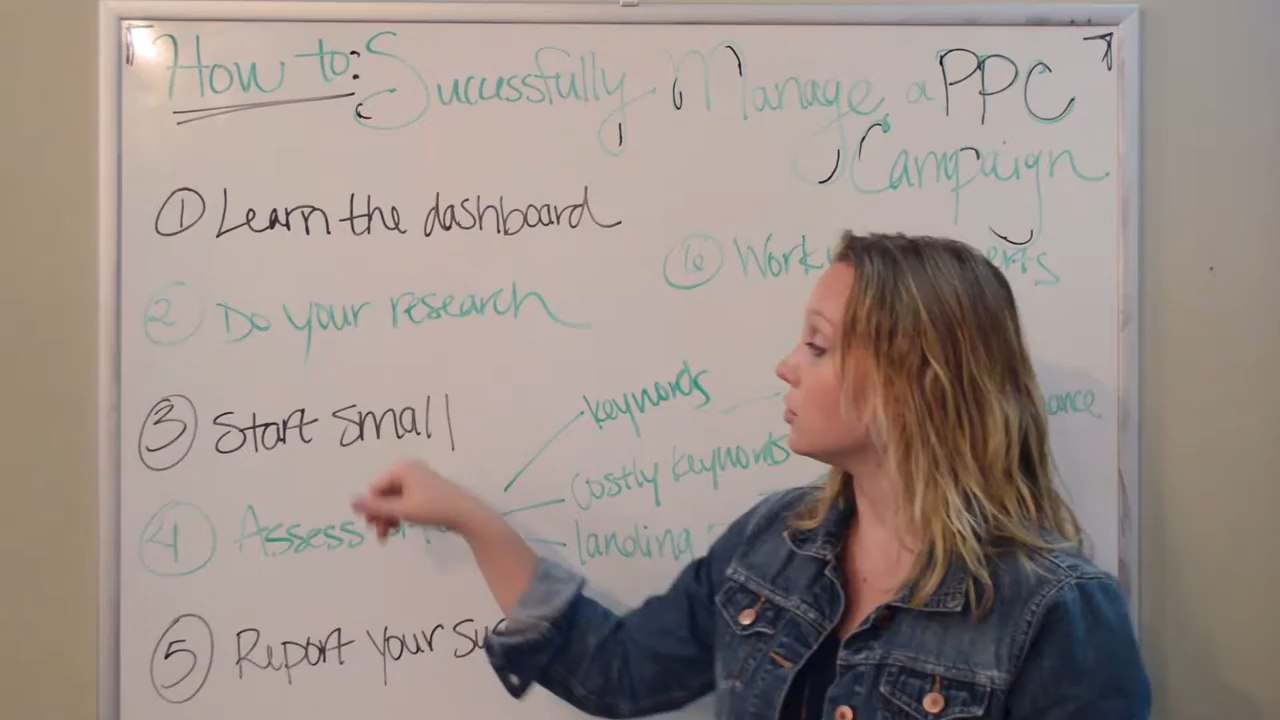 How to: Successfully Manage a PPC
Campaign
1 Learn the dashboard
2 Do your research
3 Start small
4 Assess
keywords
costly keywords
landing
5 Report your
6 Work